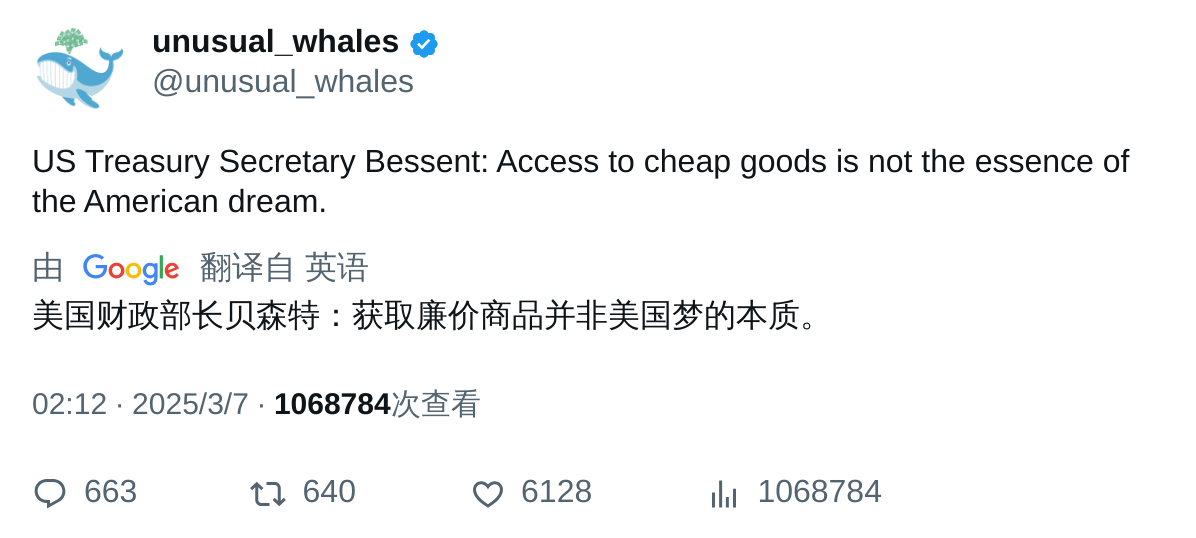 unusual_whales
@unusual_whales
US Treasury Secretary Bessent: Access to cheap goods is not the essence of
the American dream.
由 Google 翻译自 英语
美国财政部长贝森特：获取廉价商品并非美国梦的本质。
02:12 · 2025/3/7 · 1068784次查看
663 640 6128 1068784